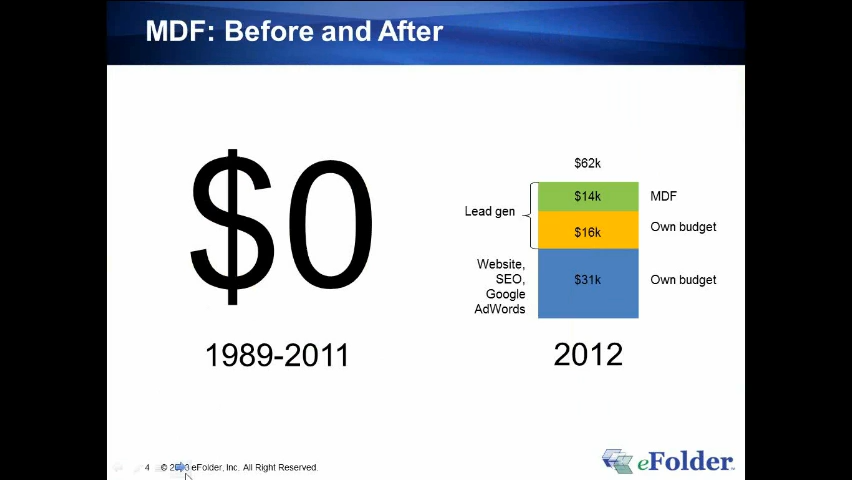 MDF: Before and After
$0
1989-2011
$62k
$14k
MDF
Lead gen
$16k
Own budget
Website,
SEO,
Google
AdWords
$31k
Own budget
2012
4 © eFolder, Inc. All Right Reserved.
eFolder